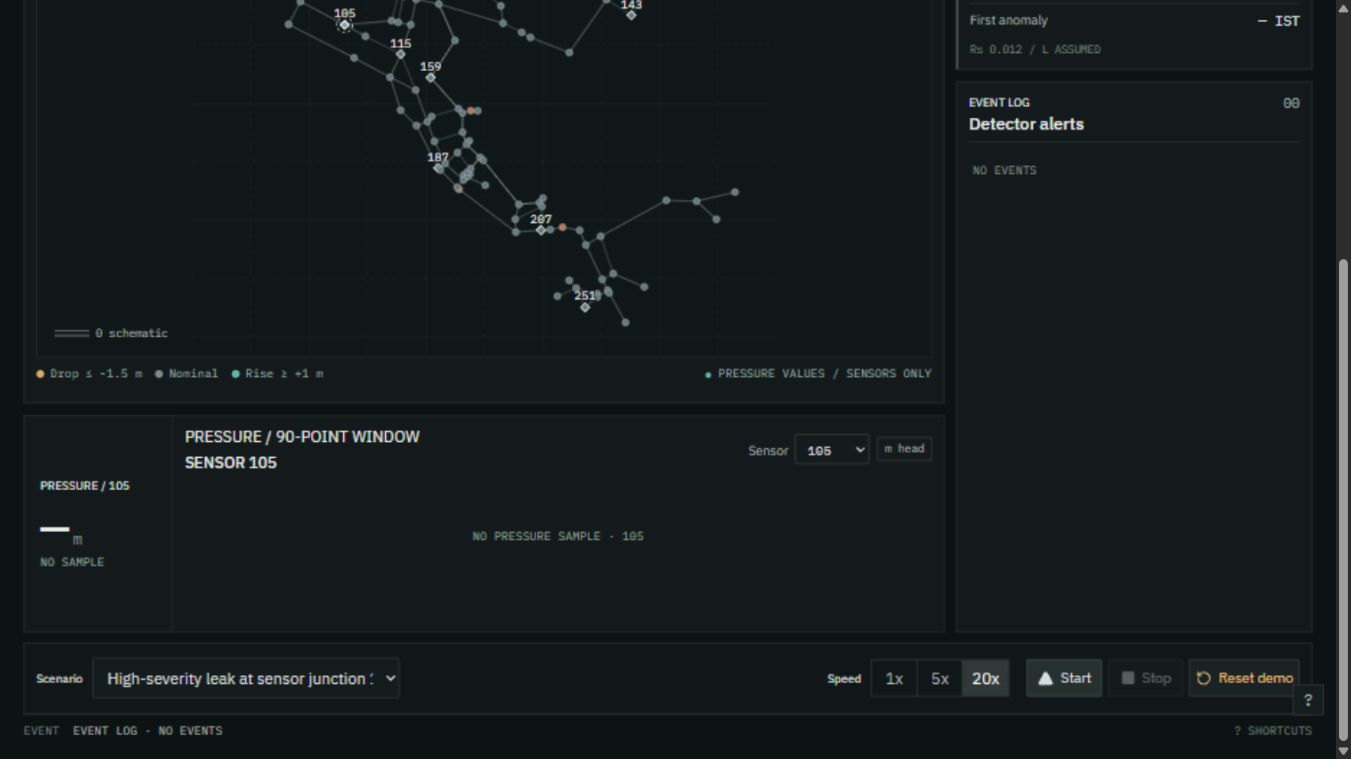 105
143
115
159
187
207
251
0 schematic
Drop ≤ -1.5 m Nominal Rise ≥ +1 m
PRESSURE VALUES / SENSORS ONLY
First anomaly — IST
Rs 0.012 / L ASSUMED
EVENT LOG 00
Detector alerts
NO EVENTS
PRESSURE / 105
— m
NO SAMPLE
PRESSURE / 90-POINT WINDOW
SENSOR 105
Sensor 105 m head
NO PRESSURE SAMPLE · 105
Scenario High-severity leak at sensor junction
Speed 1x 5x 20x Start Stop Reset demo
?
EVENT EVENT LOG · NO EVENTS
? SHORTCUTS